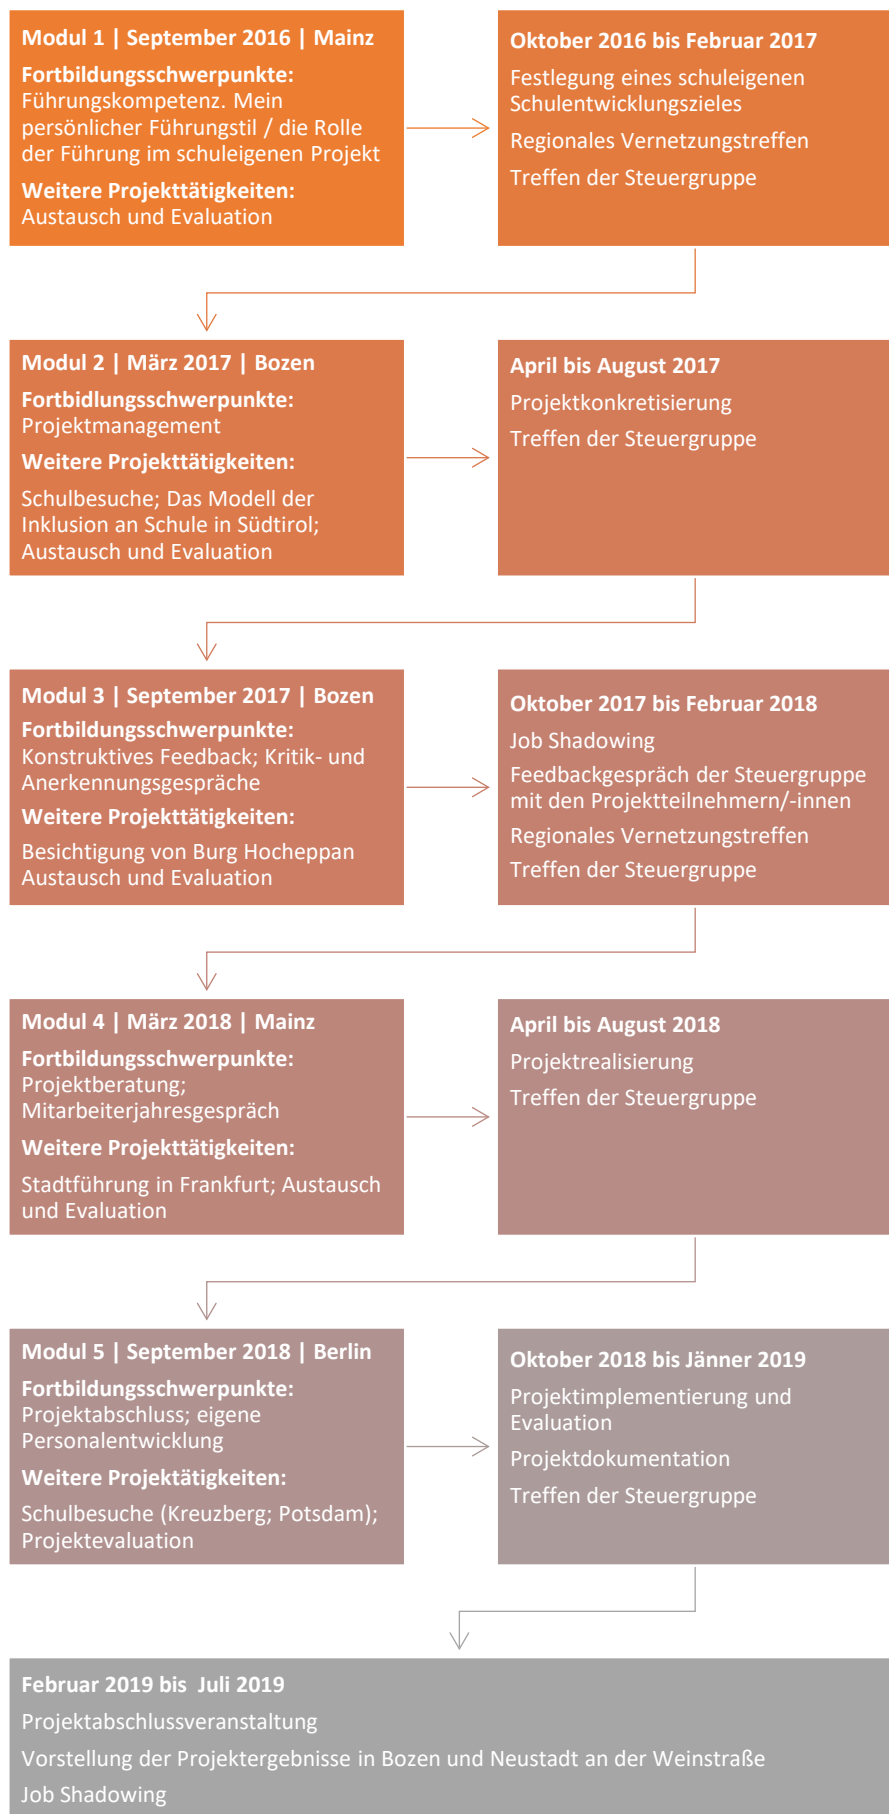 Modul 1 | September 2016 | Mainz
Fortbildungsschwerpunkte:
Führungskompetenz. Mein
persönlicher Führungstil / die Rolle
der Führung im schuleigenen Projekt
Weitere Projekttätigkeiten:
Austausch und Evaluation
Oktober 2016 bis Februar 2017
Festlegung eines schuleigenen
Schulentwicklungszieles
Regionales Vernetzungstreffen
Treffen der Steuergruppe
Modul 2 | März 2017 | Bozen
Fortbidlungsschwerpunkte:
Projektmanagement
Weitere Projekttätigkeiten:
Schulbesuche; Das Modell der
Inklusion an Schule in Südtirol;
Austausch und Evaluation
April bis August 2017
Projektkonkretisierung
Treffen der Steuergruppe
Modul 3 | September 2017 | Bozen
Fortbildungsschwerpunkte:
Konstruktives Feedback; Kritik- und
Anerkennungsgespräche
Weitere Projekttätigkeiten:
Besichtigung von Burg Hocheppan
Austausch und Evaluation
Oktober 2017 bis Februar 2018
Job Shadowing
Feedbackgespräch der Steuergruppe
mit den Projektteilnehmern/-innen
Regionales Vernetzungstreffen
Treffen der Steuergruppe
Modul 4 | März 2018 | Mainz
Fortbildungsschwerpunkte:
Projektberatung;
Mitarbeiterjahresgespräch
Weitere Projekttätigkeiten:
Stadtführung in Frankfurt; Austausch
und Evaluation
April bis August 2018
Projektrealisierung
Treffen der Steuergruppe
Modul 5 | September 2018 | Berlin
Fortbildungsschwerpunkte:
Projektabschluss; eigene
Personalentwicklung
Weitere Projektätigkeiten:
Schulbesuche (Kreuzberg; Potsdam);
Projektevaluation
Oktober 2018 bis Jänner 2019
Projektimplementierung und
Evaluation
Projektdokumentation
Treffen der Steuergruppe
Februar 2019 bis Juli 2019
Projektabschlussveranstaltung
Vorstellung der Projektergebnisse in Bozen und Neustadt an der Weinstraße
Job Shadowing